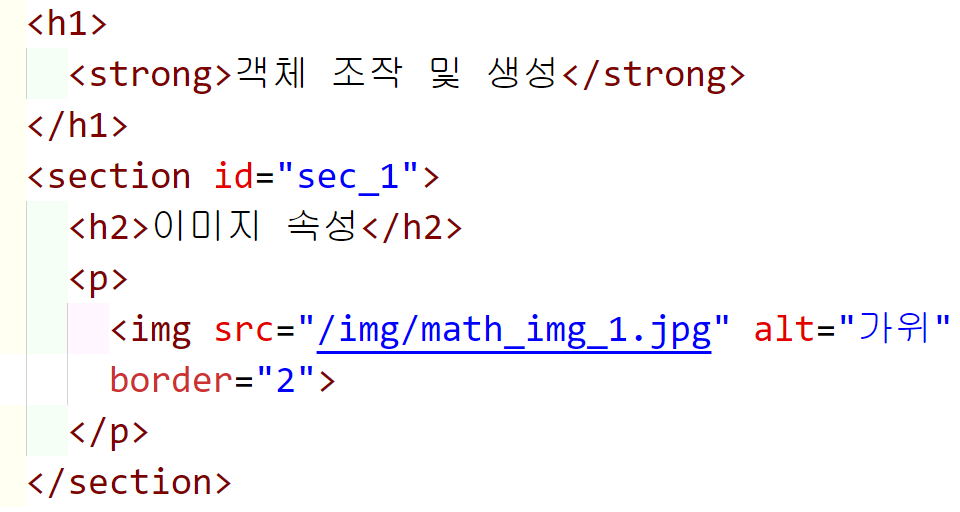 <h1>
<strong>객체 조작 및 생성</strong>
</h1>
<section id="sec_1">
<h2>이미지 속성</h2>
<p>
<img src="/img/math_img_1.jpg" alt="가위"
border="2">
</p>
</section>